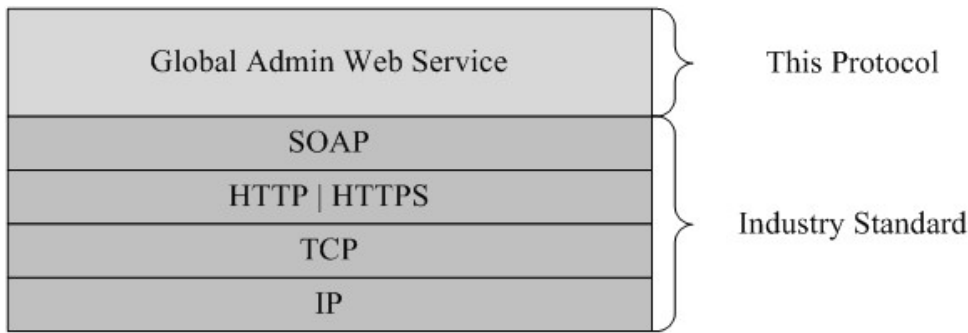 Global Admin Web Service
This Protocol
SOAP
HTTP | HTTPS
TCP
IP
Industry Standard